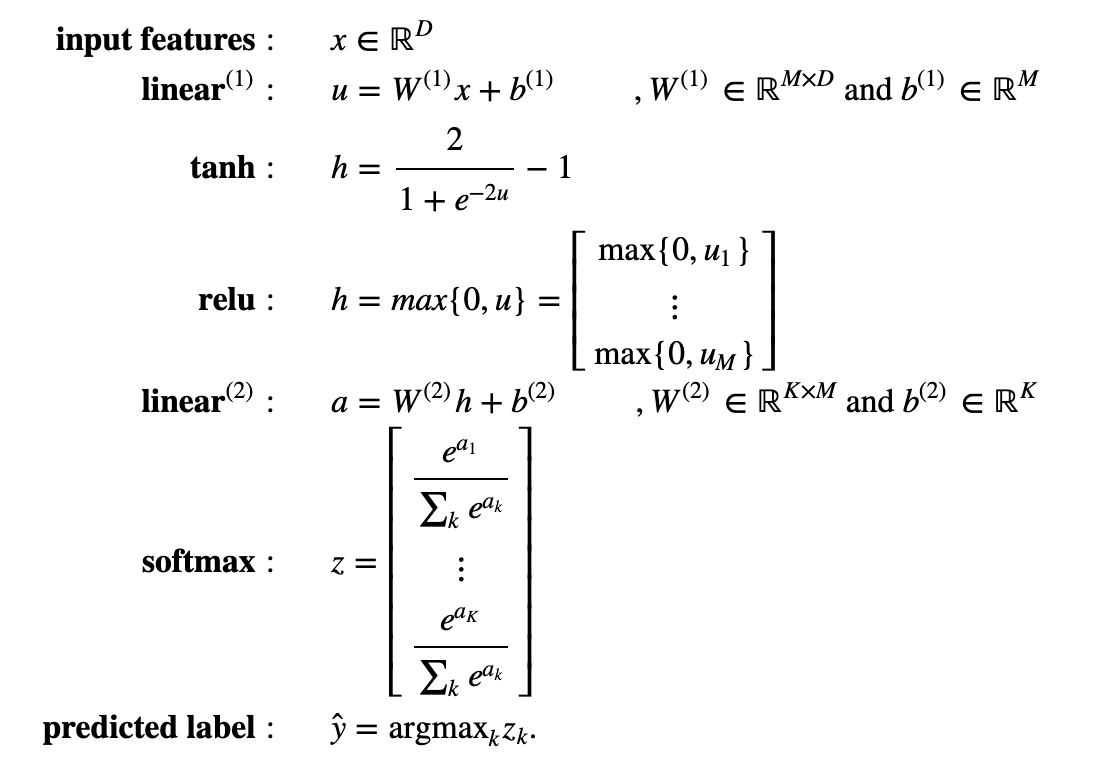 input features : x ∈ ℝ^D
linear^(1) : u = W^(1)x + b^(1) , W^(1) ∈ ℝ^(M×D) and b^(1) ∈ ℝ^M
tanh : h = 2 / (1 + e^(−2u)) − 1
relu : h = max{0, u} = [ max{0, u_1} ⋮ max{0, u_M} ]
linear^(2) : a = W^(2)h + b^(2) , W^(2) ∈ ℝ^(K×M) and b^(2) ∈ ℝ^K
softmax : z = [ e^(a_1) / ∑_k e^(a_k) ⋮ e^(a_K) / ∑_k e^(a_k) ]
predicted label : ŷ = argmax_k z_k.